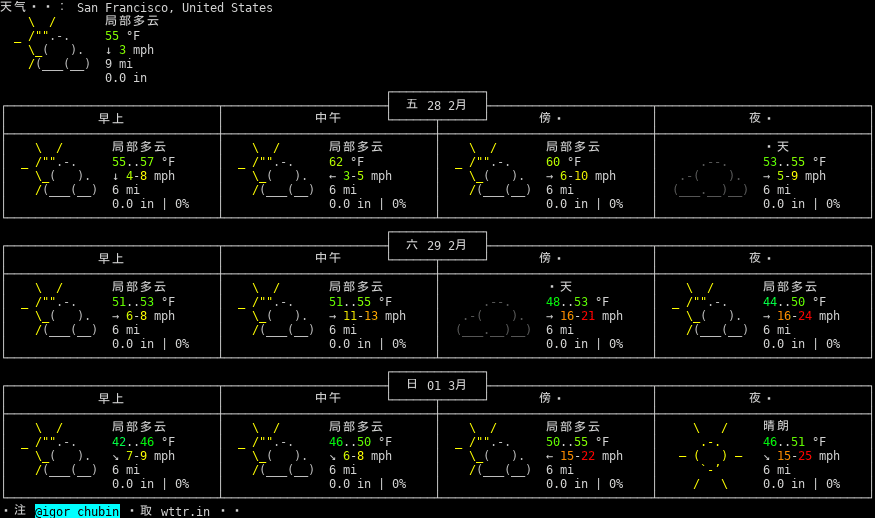 天气・・: San Francisco, United States
局部多云
55 °F
↓ 3 mph
9 mi
0.0 in
五 28 2月
早上 中午 傍・ 夜・
局部多云 局部多云 局部多云 ・天
55..57 °F 62 °F 60 °F 53..55 °F
↓ 4-8 mph ← 3-5 mph → 6-10 mph → 5-9 mph
6 mi 6 mi 6 mi 6 mi
0.0 in | 0% 0.0 in | 0% 0.0 in | 0% 0.0 in | 0%
六 29 2月
早上 中午 傍・ 夜・
局部多云 局部多云 ・天 局部多云
51..53 °F 51..55 °F 48..53 °F 44..50 °F
→ 6-8 mph → 11-13 mph → 16-21 mph → 16-24 mph
6 mi 6 mi 6 mi 6 mi
0.0 in | 0% 0.0 in | 0% 0.0 in | 0% 0.0 in | 0%
日 01 3月
早上 中午 傍・ 夜・
局部多云 局部多云 局部多云 晴朗
42..46 °F 46..50 °F 50..55 °F 46..51 °F
↘ 7-9 mph ↘ 6-8 mph ← 15-22 mph ↘ 15-25 mph
6 mi 6 mi 6 mi 6 mi
0.0 in | 0% 0.0 in | 0% 0.0 in | 0% 0.0 in | 0%
・注 @igor_chubin ・取 wttr.in ・・